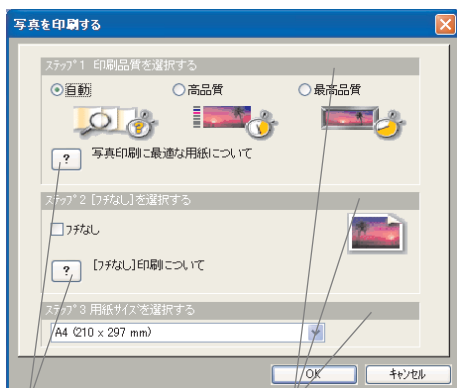 写真を印刷する
ステップ1 印刷品質を選択する
自動 高品質 最高品質
? 写真印刷に最適な用紙について
ステップ2 [フチなし]を選択する
フチなし
? [フチなし]印刷について
ステップ3 用紙サイズを選択する
A4 (210 x 297 mm)
OK キャンセル